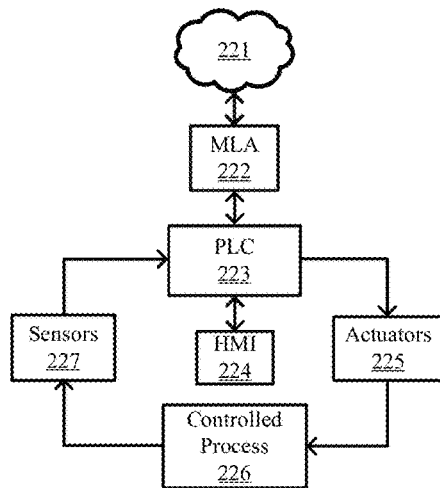 221
MLA
222
PLC
223
Sensors
227
HMI
224
Actuators
225
Controlled
Process
226